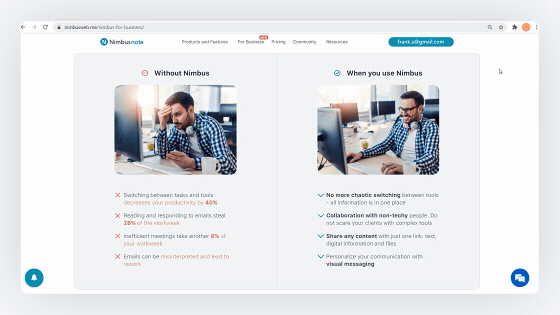 nimbusweb.me/nimbus-for-business/
Nimbusnote
Products and Features
For Business
Pricing
Community
Resources
frank.s@gmail.com
Without Nimbus
Switching between tasks and tools
decreases your productivity by 40%
Reading and responding to emails steal
28% of the workweek
Inefficient meetings take another 8% of
your workweek
Emails can be misinterpreted and lead to
rework
When you use Nimbus
No more chaotic switching between tools
- all information is in one place
Collaboration with non-techy people. Do
not scare your clients with complex tools
Share any content with just one link: text,
digital information and files
Personalize your communication with
visual messaging